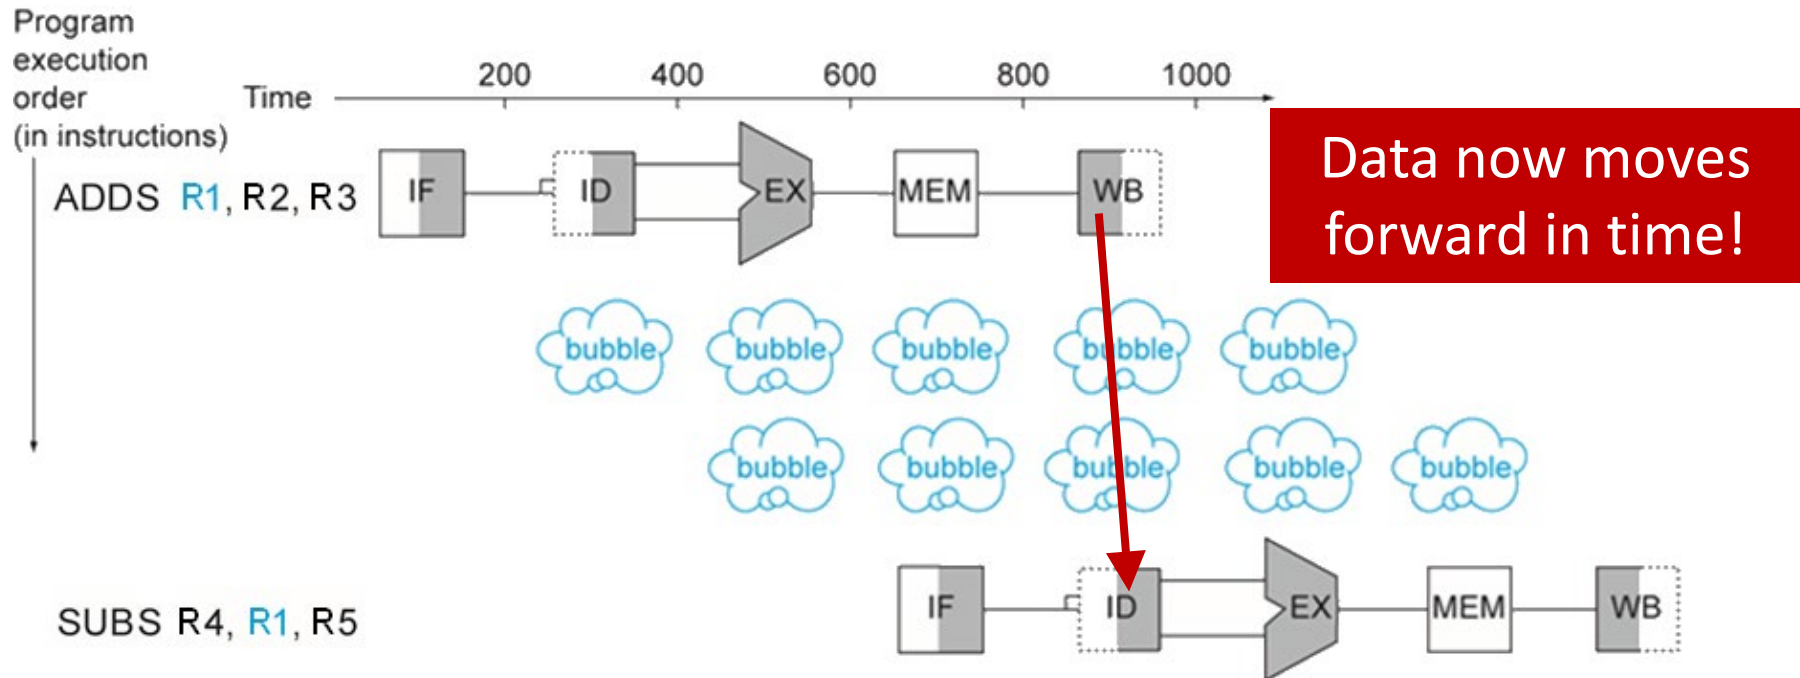 Program
execution
order
(in instructions)
Time
200 400 600 800 1000
Data now moves
forward in time!
ADDS R1, R2, R3 IF ID EX MEM WB
bubble bubble bubble bubble bubble
bubble bubble bubble bubble bubble
SUBS R4, R1, R5 IF ID EX MEM WB